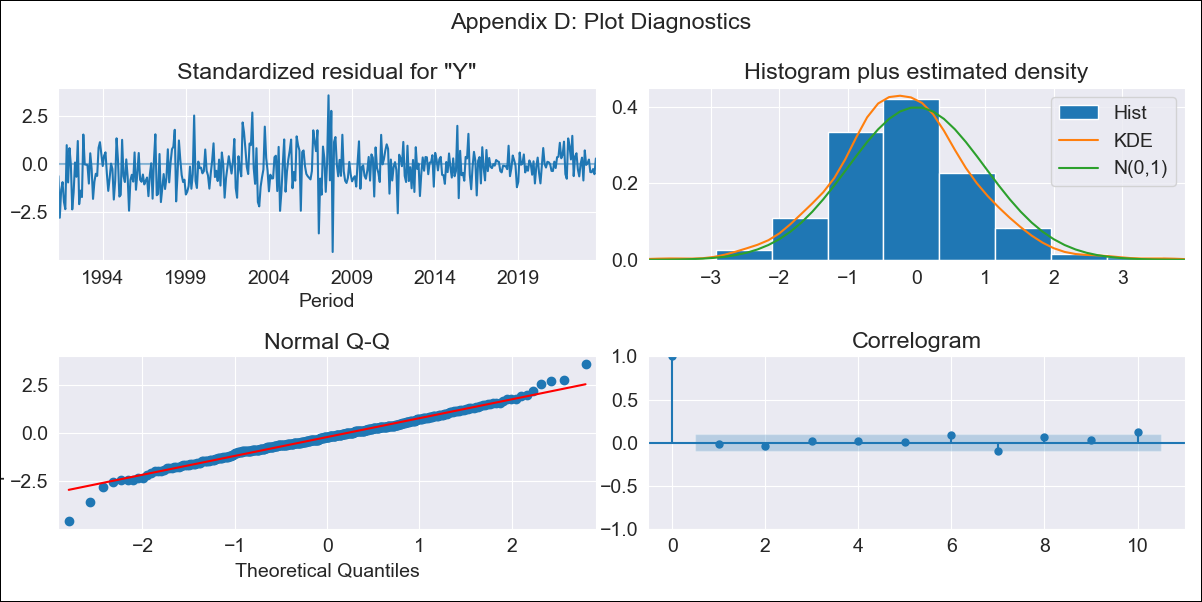 Appendix D: Plot Diagnostics
Standardized residual for "Y"
2.5
0.0
−2.5
1994 1999 2004 2009 2014 2019
Period
Histogram plus estimated density
0.4
0.2
0.0
Hist
KDE
N(0,1)
−3 −2 −1 0 1 2 3
Normal Q-Q
2.5
0.0
−2.5
−2 −1 0 1 2
Theoretical Quantiles
Correlogram
1.0
0.5
0.0
−0.5
−1.0
0 2 4 6 8 10